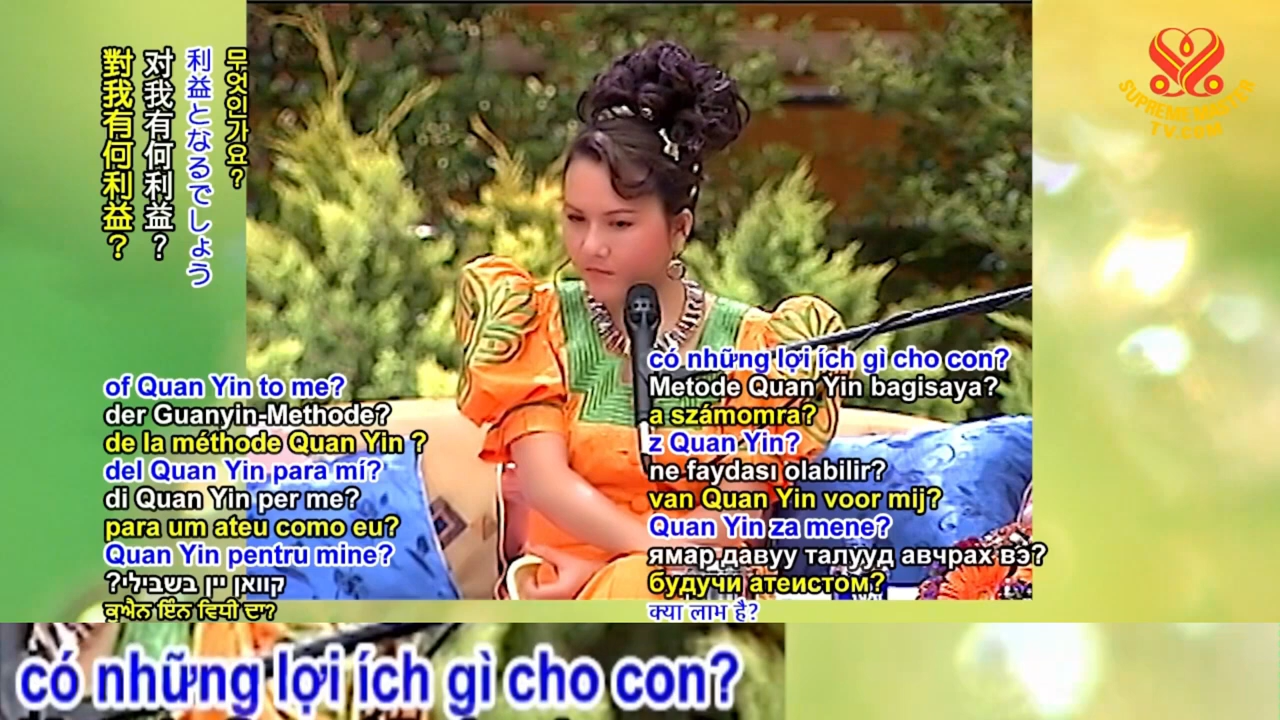 對我有何利益？
对我有何利益？
利益となるでしょう
무엇인가요？
SUPREME MASTER
TV.COM
of Quan Yin to me?
der Guanyin-Methode?
de la méthode Quan Yin ?
del Quan Yin para mí?
di Quan Yin per me?
para um ateu como eu?
Quan Yin pentru mine?
קוואן יין בשבילי?
ਕੁਐਨ ਇੰਨ ਵਿਧੀ ਦਾ?
có những lợi ích gì cho con?
Metode Quan Yin bagisaya?
a számomra?
z Quan Yin?
ne faydası olabilir?
van Quan Yin voor mij?
Quan Yin za mene?
ямар давуу талууд авчрах вэ?
будучи атеистом?
क्या लाभ है?
có những lợi ích gì cho con?